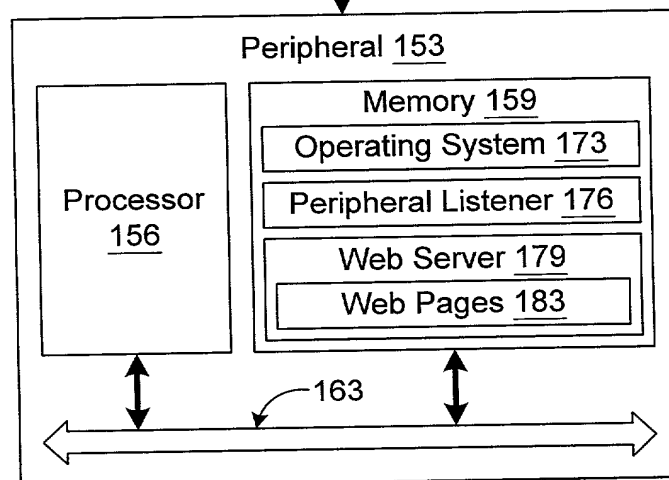 Peripheral 153
Processor
156
Memory 159
Operating System 173
Peripheral Listener 176
Web Server 179
Web Pages 183
163